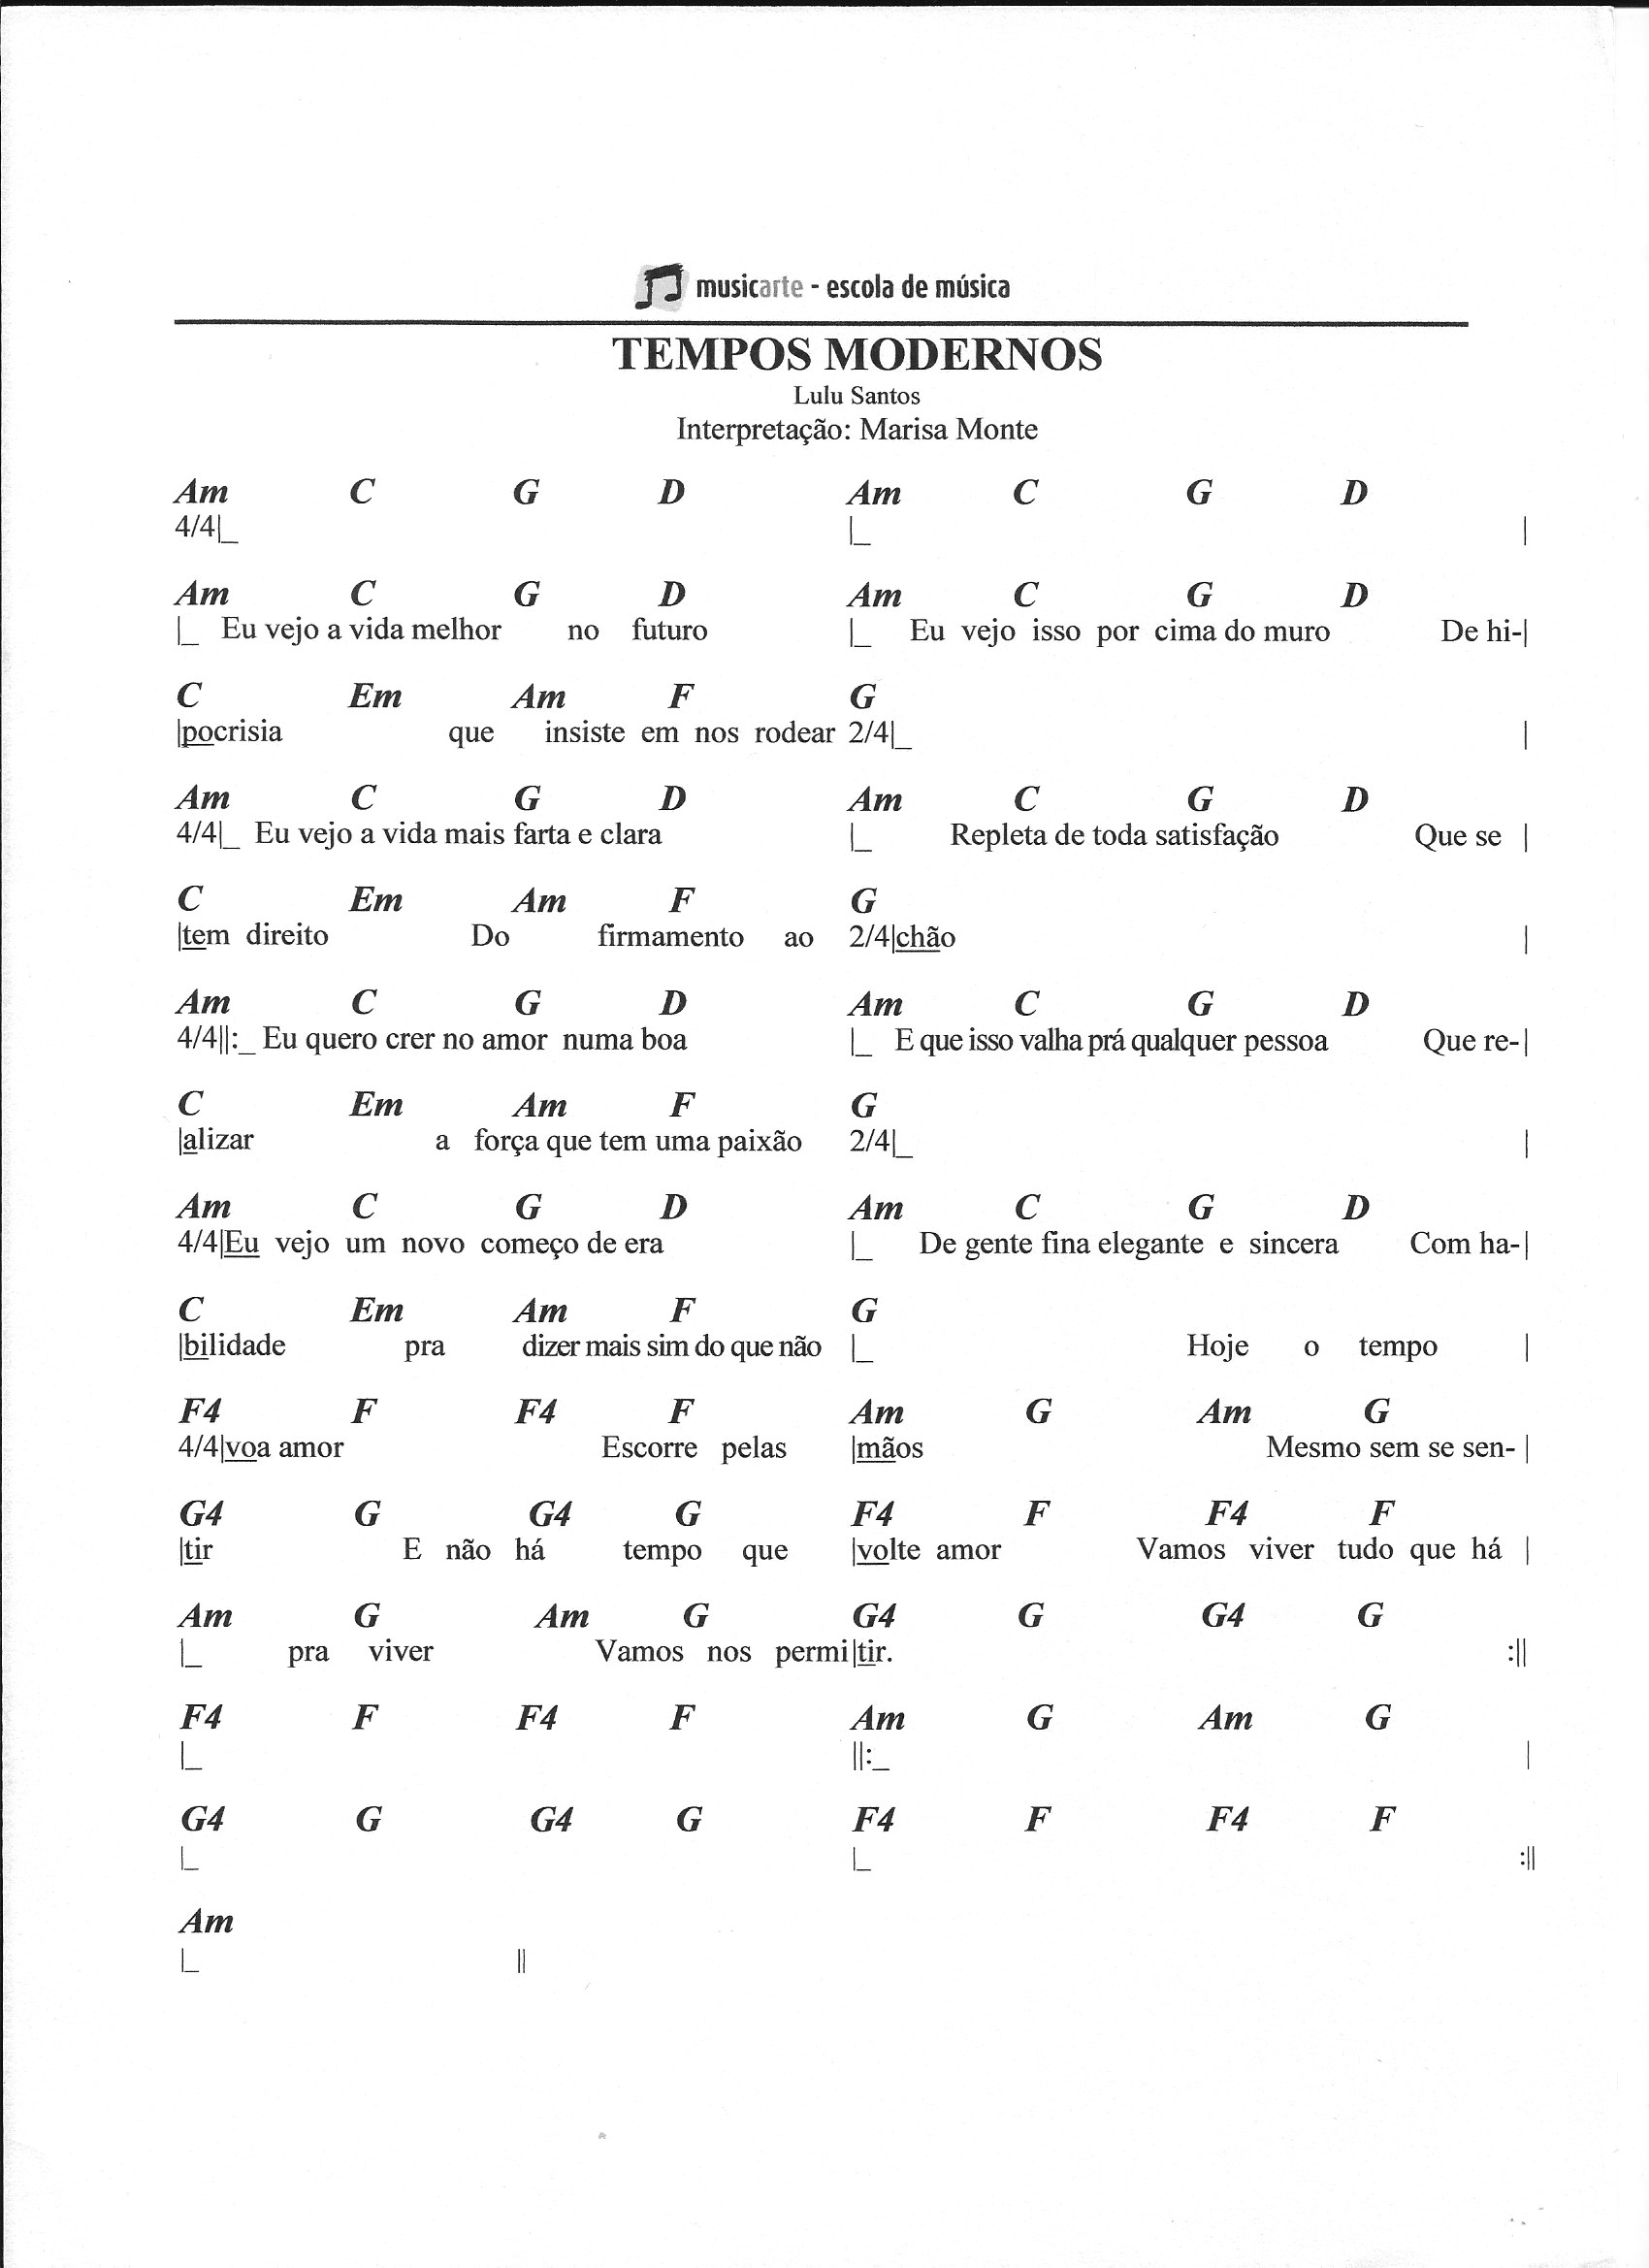 musicarte - escola de música
TEMPOS MODERNOS
Lulu Santos
Interpretação: Marisa Monte
Am C G D Am C G D
4/4|_ |_ |
Am C G D Am C G D
|_ Eu vejo a vida melhor no futuro |_ Eu vejo isso por cima do muro De hi-|
C Em Am F G
|pocrisia que insiste em nos rodear 2/4|_ |
Am C G D Am C G D
4/4|_ Eu vejo a vida mais farta e clara |_ Repleta de toda satisfação Que se |
C Em Am F G
|tem direito Do firmamento ao 2/4|chão |
Am C G D Am C G D
4/4||:_ Eu quero crer no amor numa boa |_ E que isso valha prá qualquer pessoa Que re-|
C Em Am F G
|alizar a força que tem uma paixão 2/4|_ |
Am C G D Am C G D
4/4|Eu vejo um novo começo de era |_ De gente fina elegante e sincera Com ha-|
C Em Am F G
|bilidade pra dizer mais sim do que não |_ Hoje o tempo |
F4 F F4 F Am G Am G
4/4|voa amor Escorre pelas |mãos Mesmo sem se sen- |
G4 G G4 G F4 F F4 F
|tir E não há tempo que |volte amor Vamos viver tudo que há |
Am G Am G G4 G G4 G
|_ pra viver Vamos nos permi|tir. :||
F4 F F4 F Am G Am G
|_ ||:_ |
G4 G G4 G F4 F F4 F
|_ |_ :||
Am
|_ ||